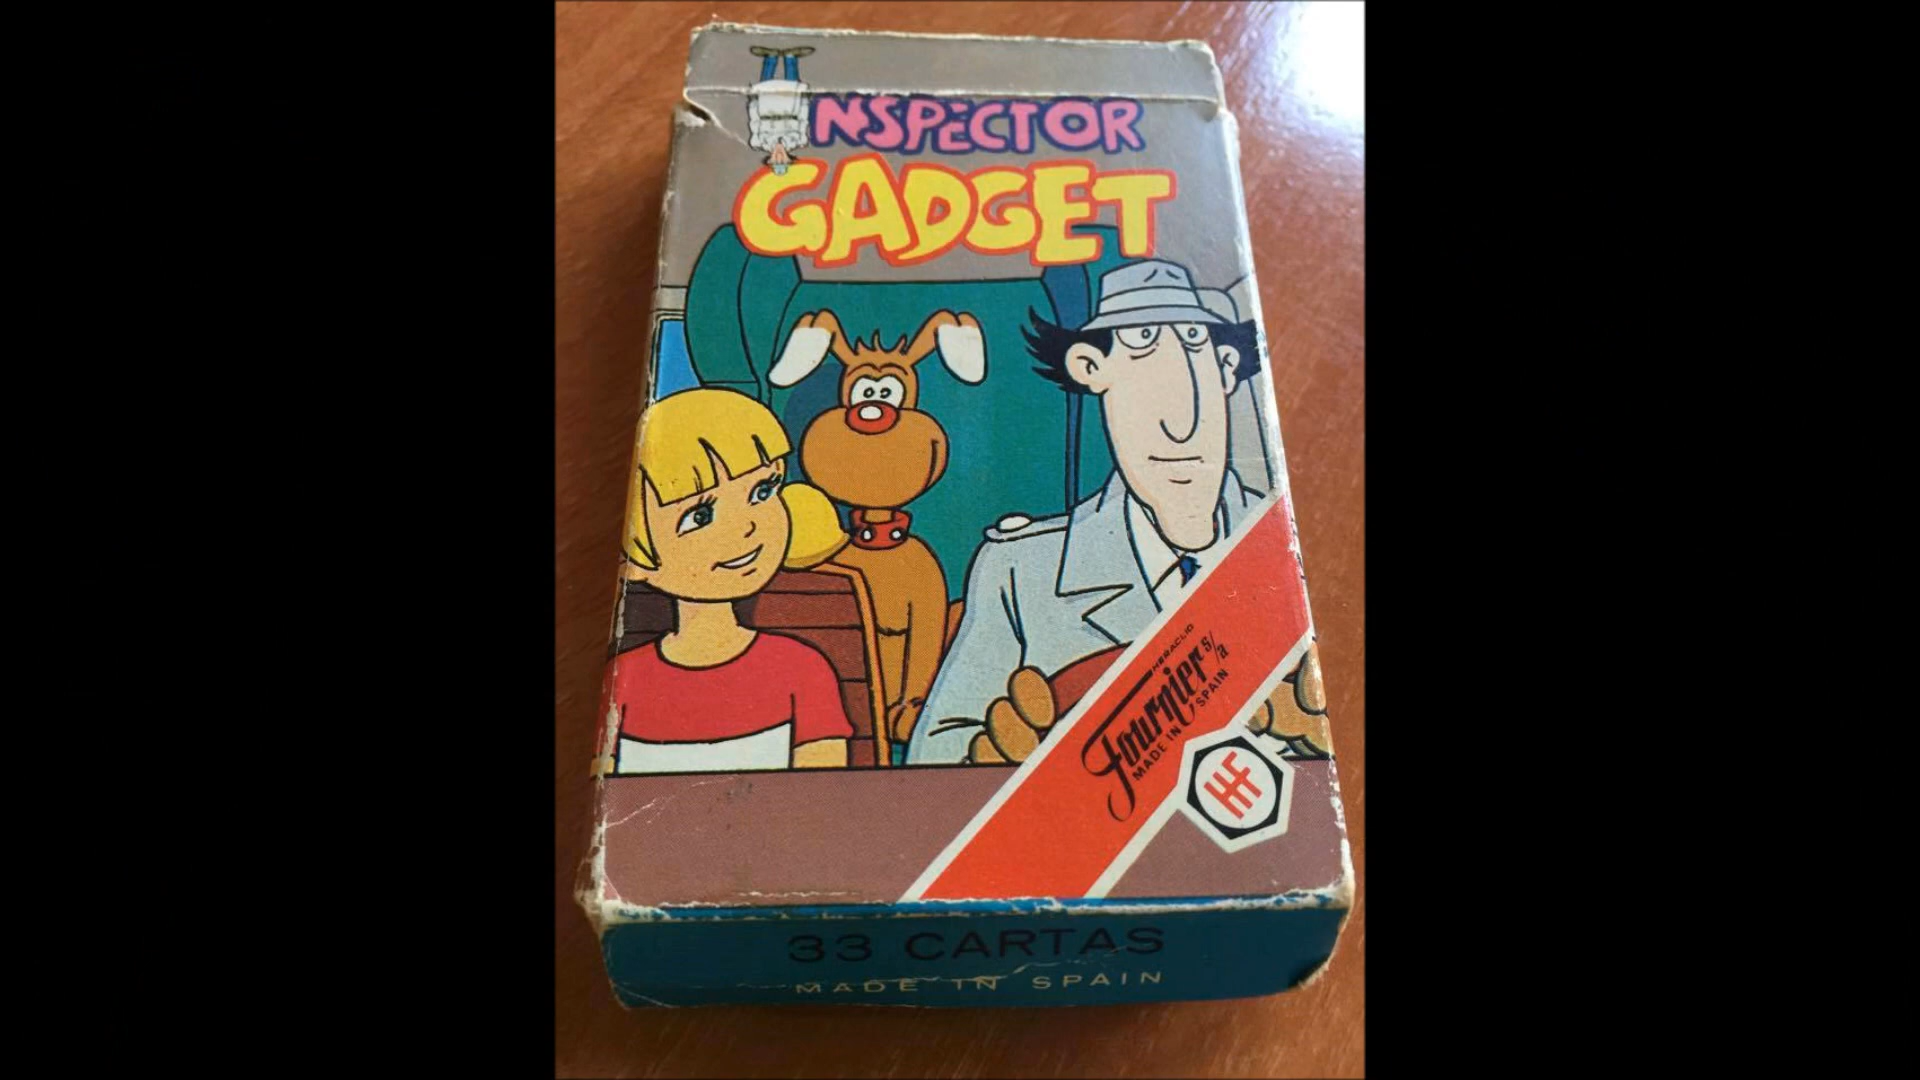 INSPECTOR
GADGET
HERACLIO
Fournier s/a
MADE IN SPAIN
HF
33 CARTAS
MADE IN SPAIN